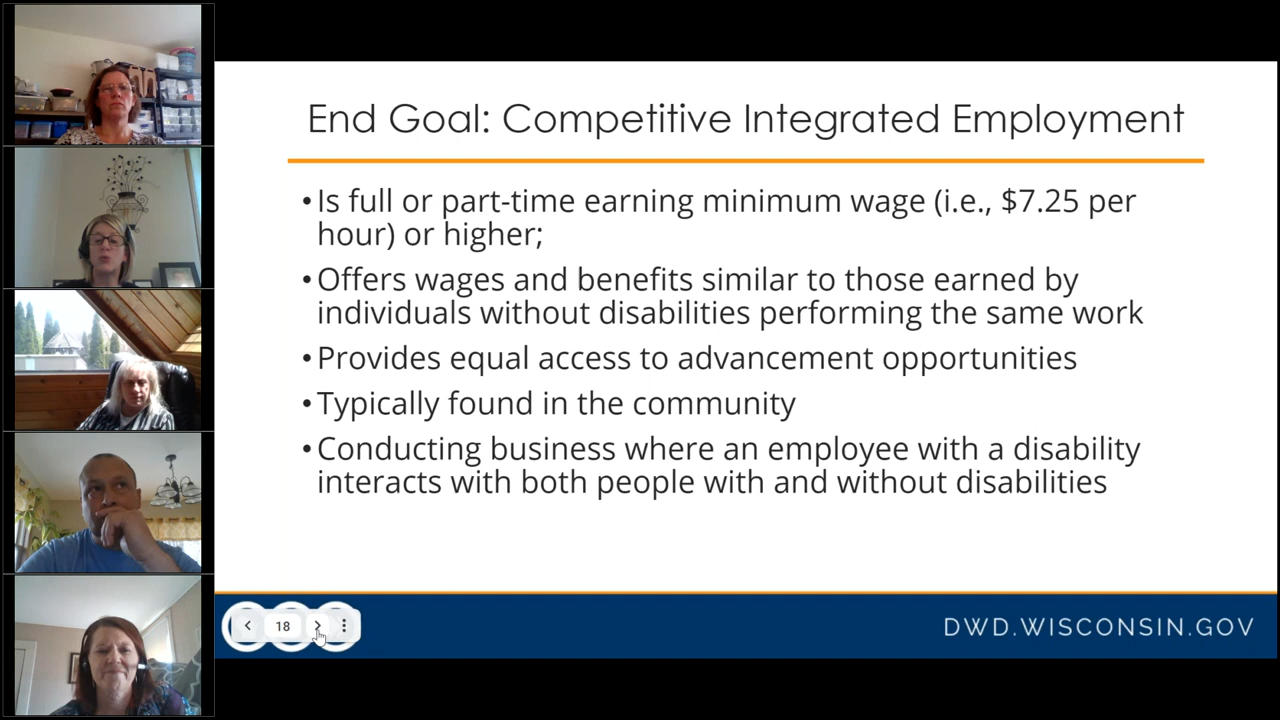 End Goal: Competitive Integrated Employment
•Is full or part-time earning minimum wage (i.e., $7.25 per
hour) or higher;
•Offers wages and benefits similar to those earned by
individuals without disabilities performing the same work
•Provides equal access to advancement opportunities
•Typically found in the community
•Conducting business where an employee with a disability
interacts with both people with and without disabilities
18
DWD.WISCONSIN.GOV